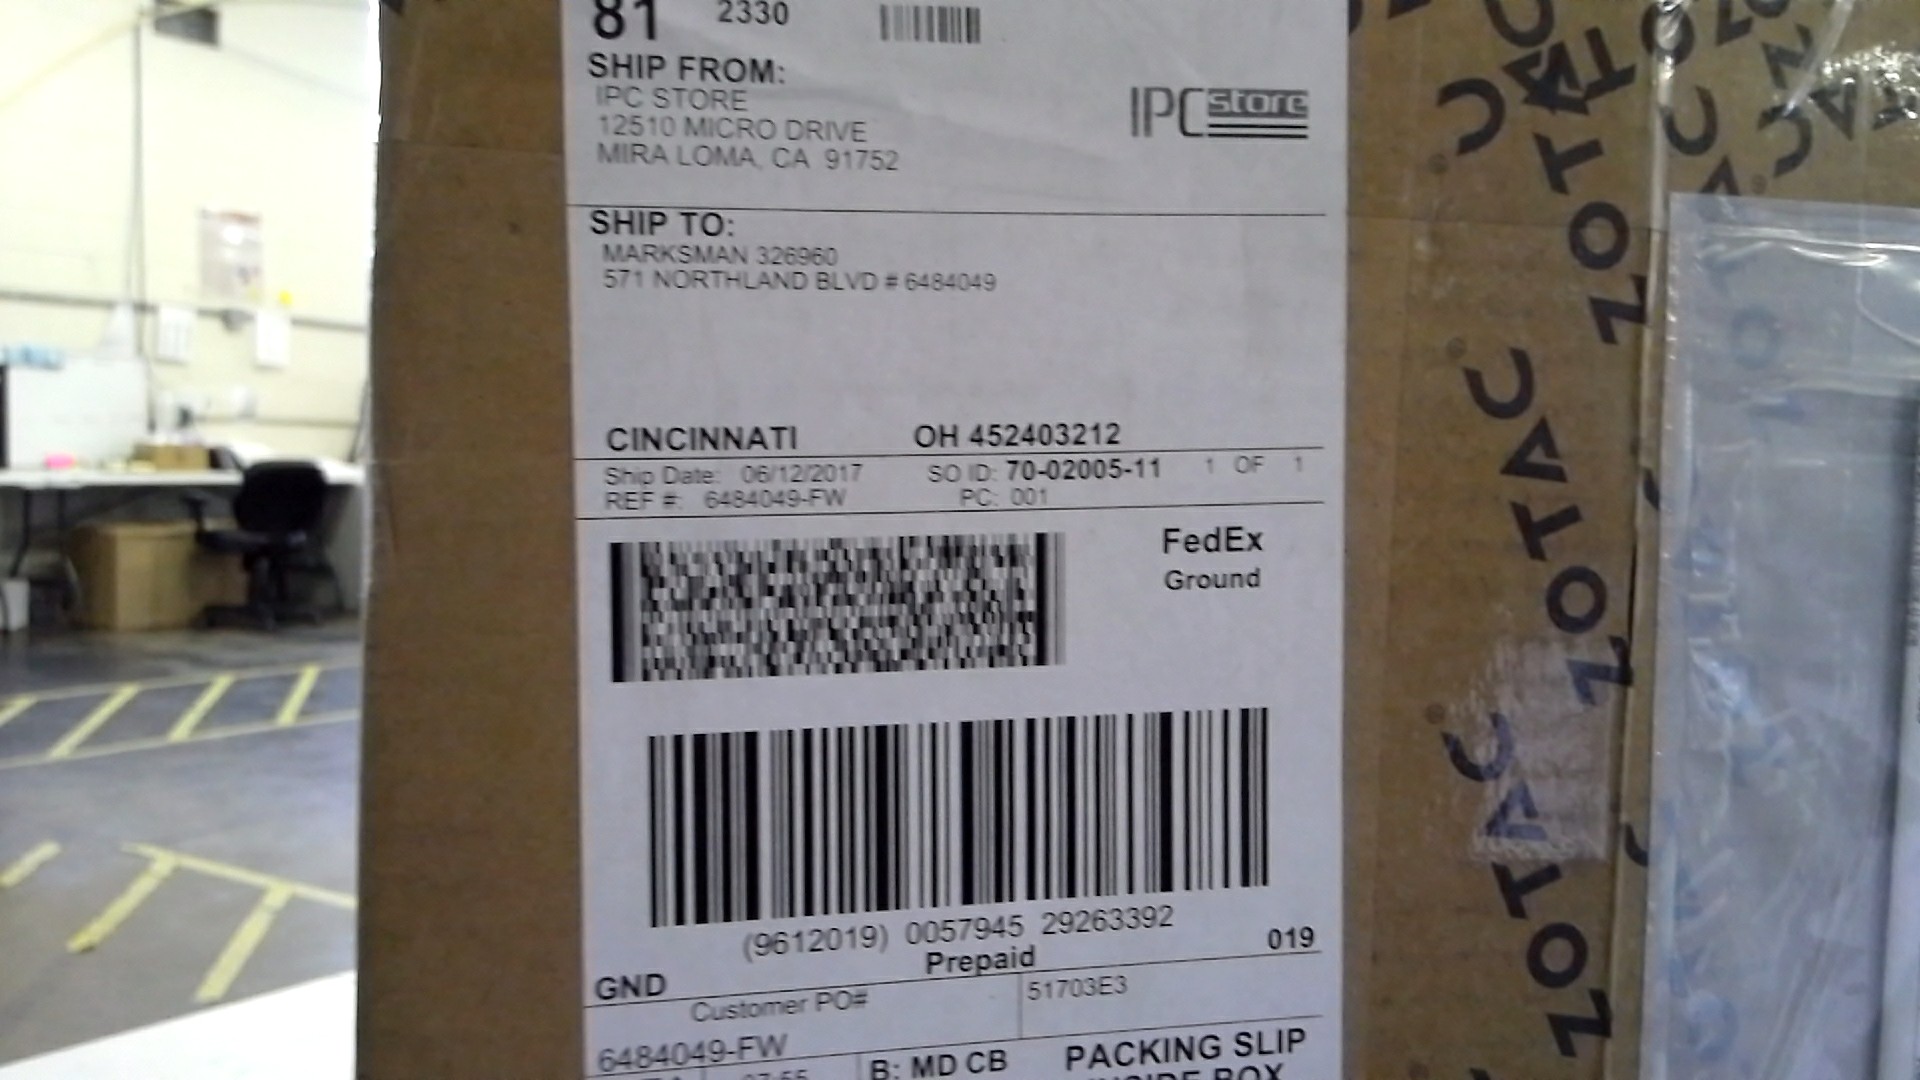 81 2330
SHIP FROM:
IPC STORE
12510 MICRO DRIVE
MIRA LOMA, CA 91752
IPC store
SHIP TO:
MARKSMAN 326960
571 NORTHLAND BLVD # 6484049
CINCINNATI OH 452403212
Ship Date: 06/12/2017 SO ID: 70-02005-11 1 OF 1
REF #: 6484049-FW PC: 001
FedEx
Ground
(9612019) 0057945 29263392
Prepaid 019
GND
Customer PO# 51703E3
6484049-FW
B: MD CB PACKING SLIP
INSIDE BOX
ZOTAC
ZOTAC
ZOTAC